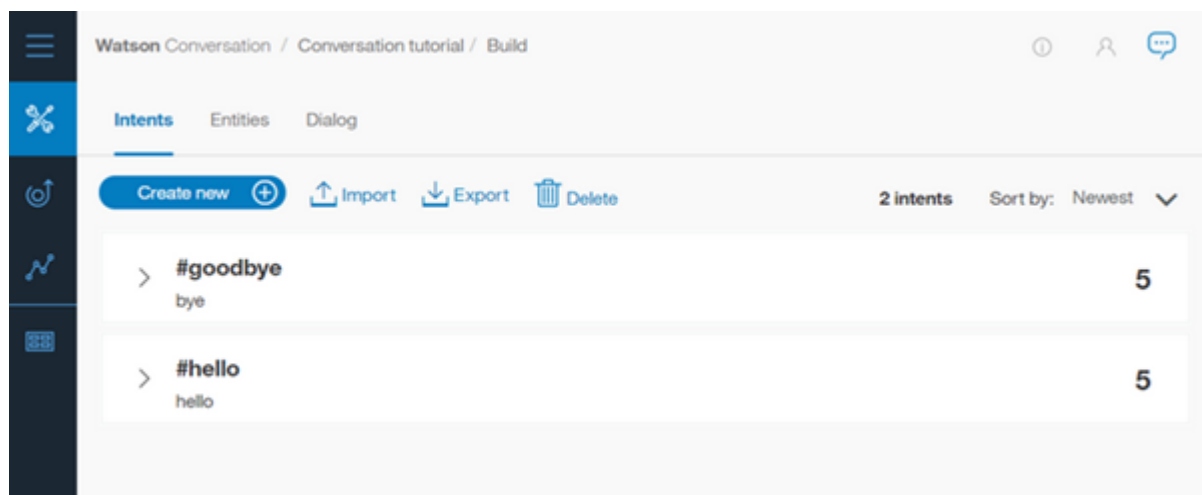 Watson Conversation / Conversation tutorial / Build
Intents Entities Dialog
Create new Import Export Delete 2 intents Sort by: Newest
#goodbye 5
bye
#hello 5
hello